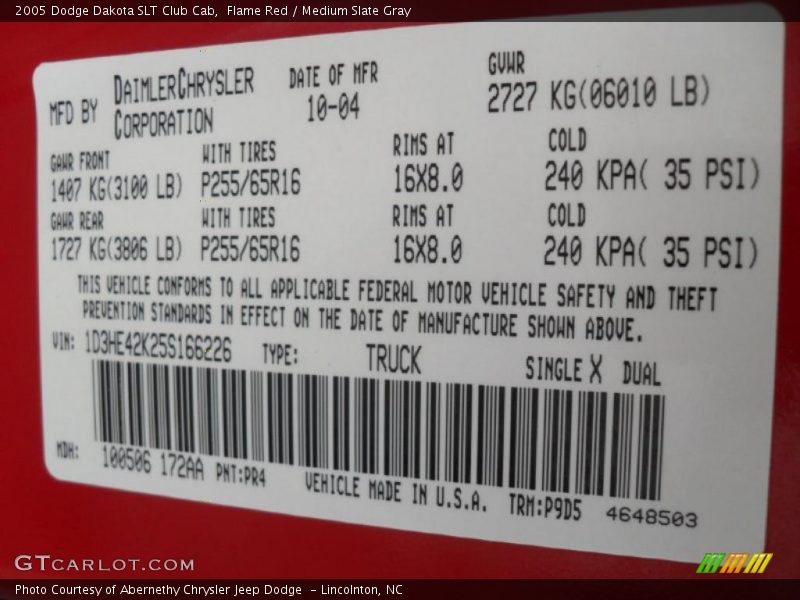 2005 Dodge Dakota SLT Club Cab,  Flame Red / Medium Slate Gray
MFD BY DAIMLERCHRYSLER CORPORATION
DATE OF MFR
10-04
GVWR
2727 KG(06010 LB)
GAWR FRONT WITH TIRES RIMS AT COLD
1407 KG(3100 LB) P255/65R16 16X8.0 240 KPA( 35 PSI)
GAWR REAR WITH TIRES RIMS AT COLD
1727 KG(3806 LB) P255/65R16 16X8.0 240 KPA( 35 PSI)
THIS VEHICLE CONFORMS TO ALL APPLICABLE FEDERAL MOTOR VEHICLE SAFETY AND THEFT
PREVENTION STANDARDS IN EFFECT ON THE DATE OF MANUFACTURE SHOWN ABOVE.
VIN: 1D3HE42K25S166226 TYPE: TRUCK SINGLE X DUAL
MDH: 100506 172AA PNT:PR4 VEHICLE MADE IN U.S.A. TRM:P9D5 4648503
GTCARLOT.COM
Photo Courtesy of Abernethy Chrysler Jeep Dodge  - Lincolnton, NC